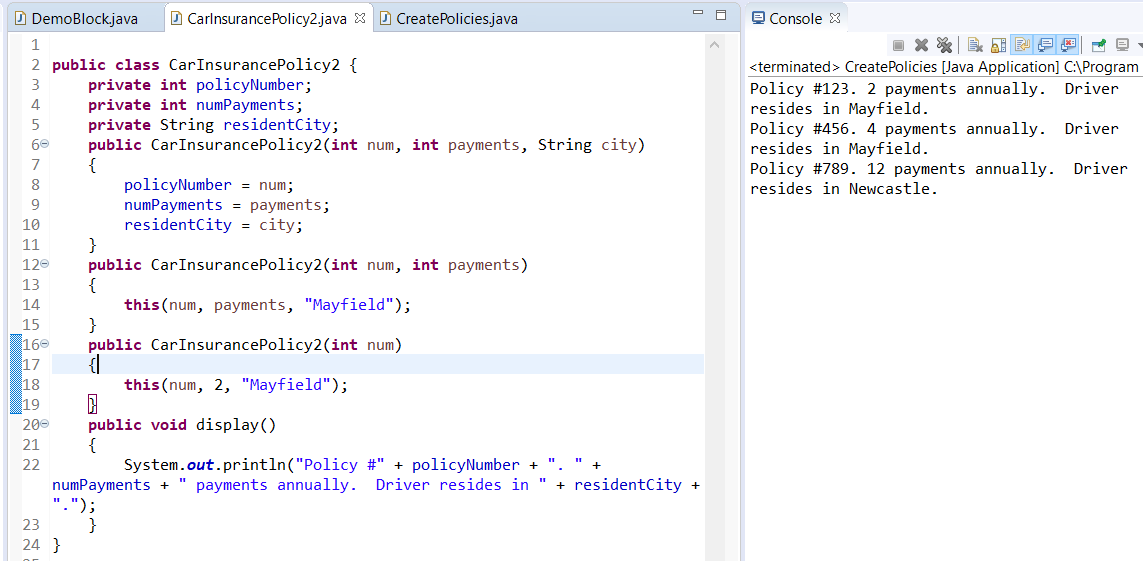 DemoBlock.java
CarInsurancePolicy2.java
CreatePolicies.java
1
2 public class CarInsurancePolicy2 {
3 private int policyNumber;
4 private int numPayments;
5 private String residentCity;
6 public CarInsurancePolicy2(int num, int payments, String city)
7 {
8 policyNumber = num;
9 numPayments = payments;
10 residentCity = city;
11 }
12 public CarInsurancePolicy2(int num, int payments)
13 {
14 this(num, payments, "Mayfield");
15 }
16 public CarInsurancePolicy2(int num)
17 {
18 this(num, 2, "Mayfield");
19 }
20 public void display()
21 {
22 System.out.println("Policy #" + policyNumber + ". " +
numPayments + " payments annually.  Driver resides in " + residentCity +
".");
23 }
24 }
Console
<terminated> CreatePolicies [Java Application] C:\Program
Policy #123. 2 payments annually.  Driver
resides in Mayfield.
Policy #456. 4 payments annually.  Driver
resides in Mayfield.
Policy #789. 12 payments annually.  Driver
resides in Newcastle.